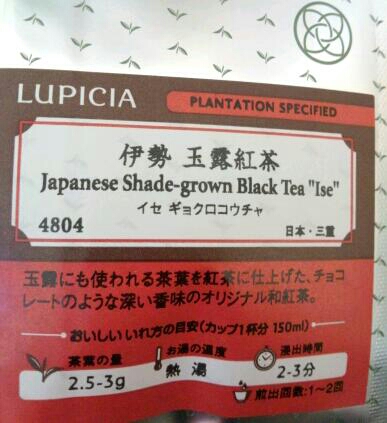 LUPICIA
PLANTATION SPECIFIED
伊勢 玉露紅茶
Japanese Shade-grown Black Tea "Ise"
イセ ギョクロコウチャ
4804
日本・三重
玉露にも使われる茶葉を紅茶に仕上げた、チョコ
レートのような深い香味のオリジナル和紅茶。
おいしいいれ方の目安(カップ1杯分 150ml)
茶葉の量
2.5-3g
お湯の温度
熱湯
浸出時間
2-3分
煎出回数:1〜2回